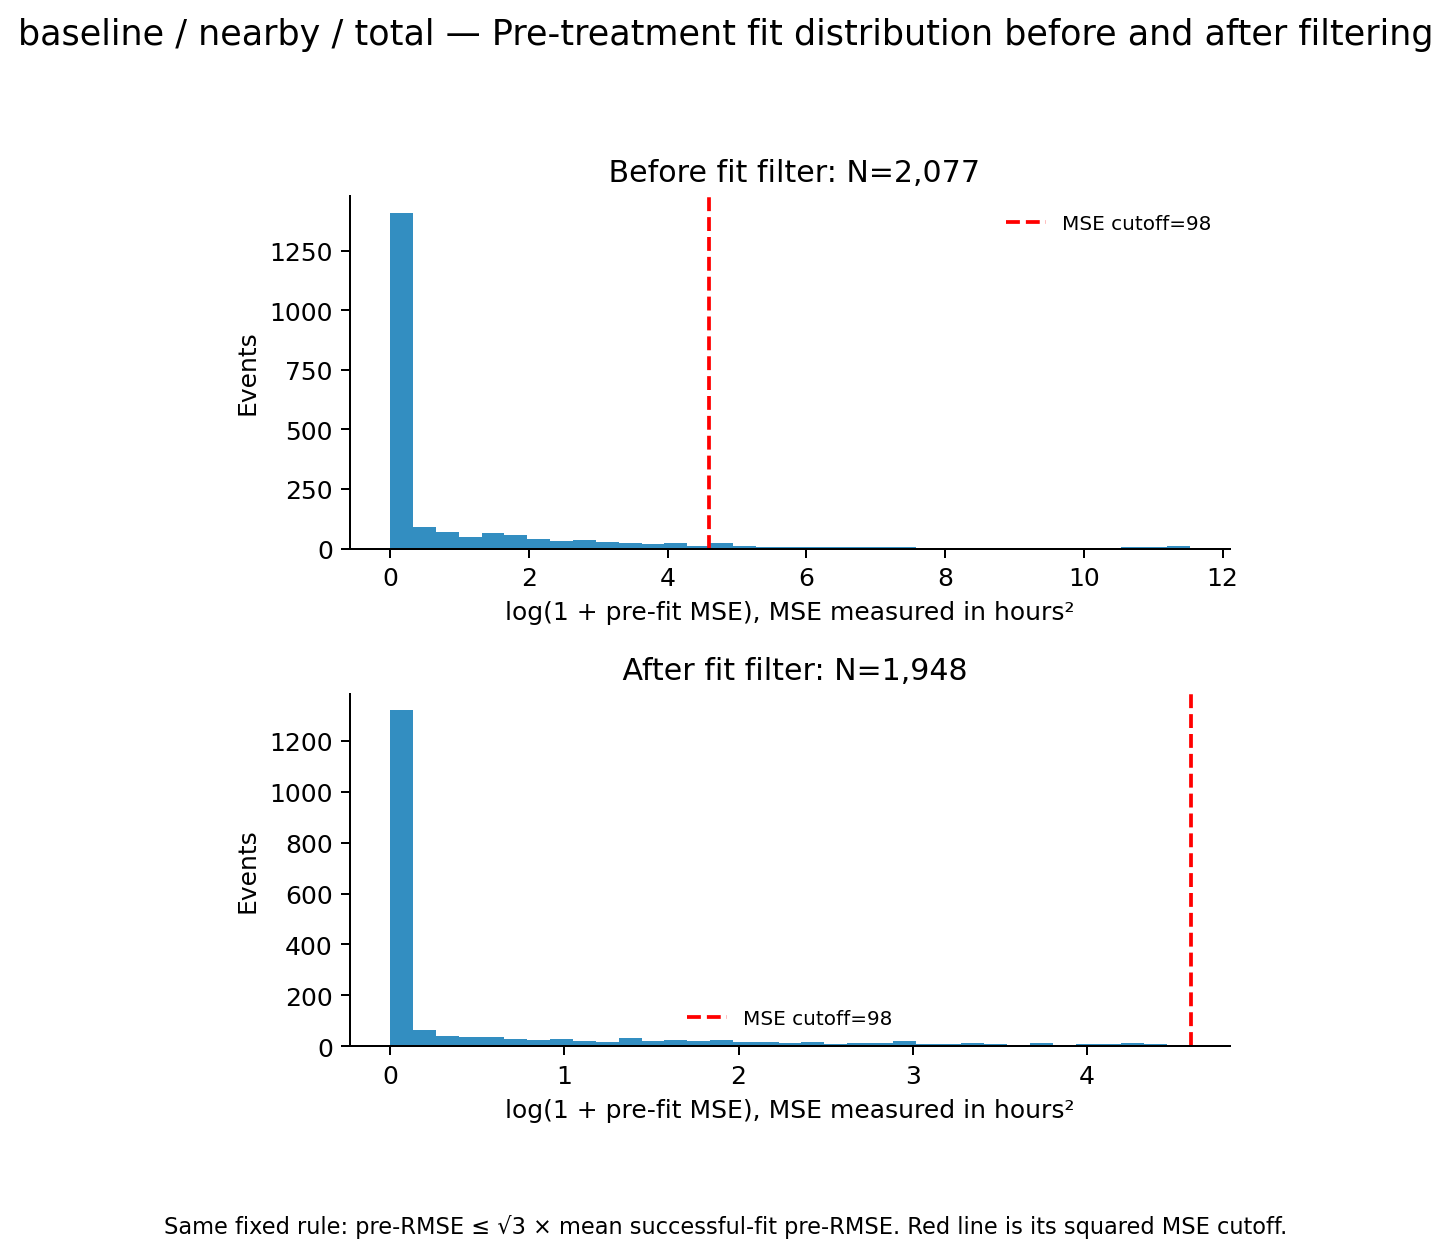 baseline / nearby / total — Pre-treatment fit distribution before and after filtering
Before fit filter: N=2,077
MSE cutoff=98
Events
1250
1000
750
500
250
0
0 2 4 6 8 10 12
log(1 + pre-fit MSE), MSE measured in hours²
After fit filter: N=1,948
Events
1200
1000
800
600
400
200
0
MSE cutoff=98
0 1 2 3 4
log(1 + pre-fit MSE), MSE measured in hours²
Same fixed rule: pre-RMSE ≤ √3 × mean successful-fit pre-RMSE. Red line is its squared MSE cutoff.